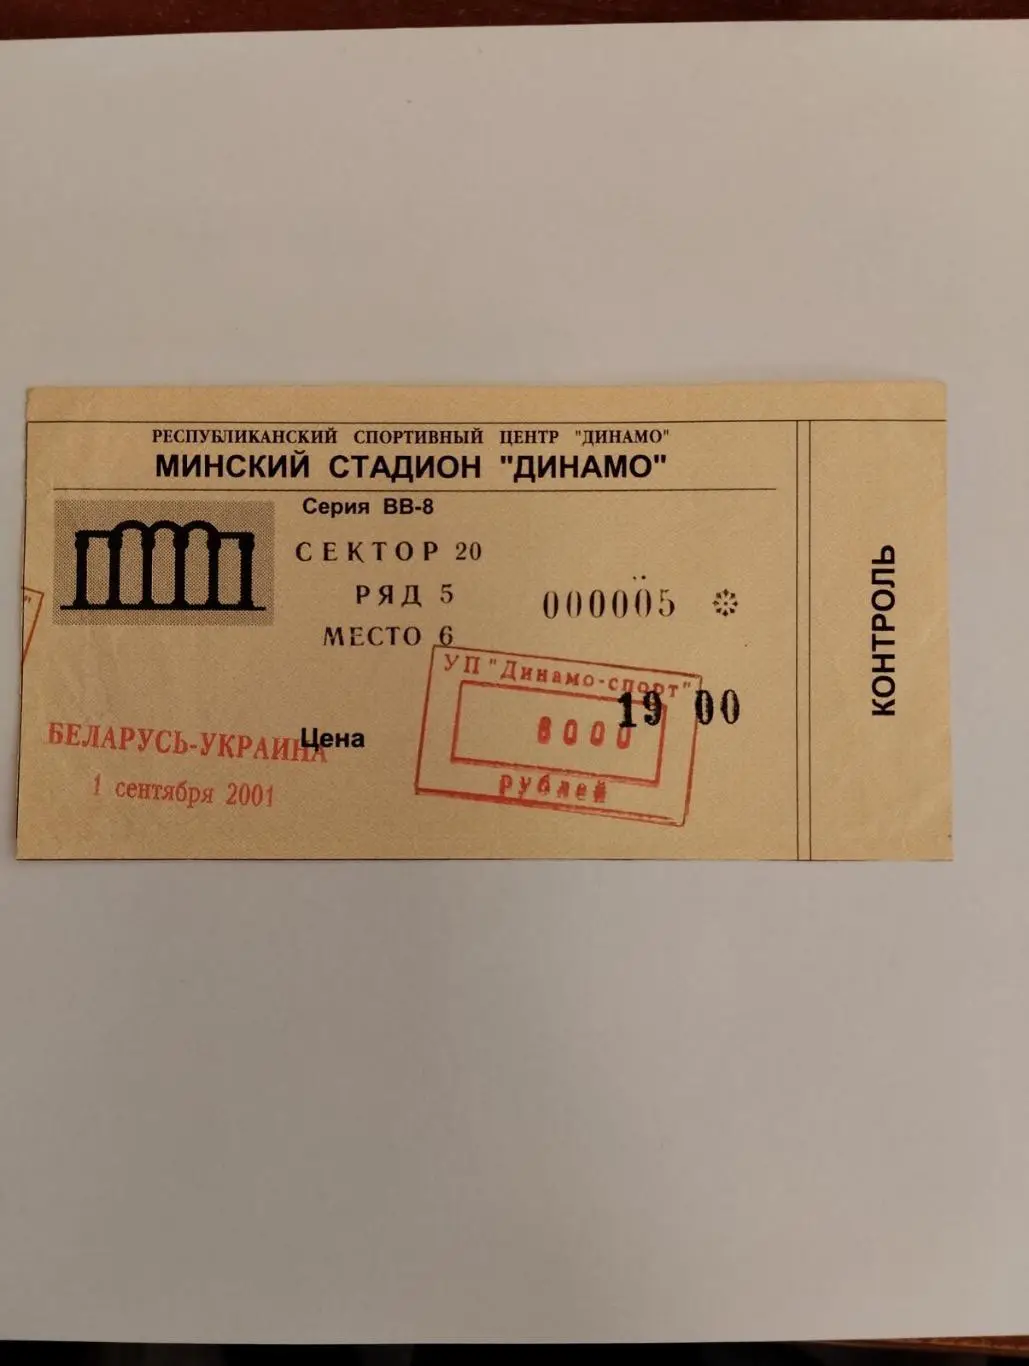 РЕСПУБЛИКАНСКИЙ СПОРТИВНЫЙ ЦЕНТР "ДИНАМО"
МИНСКИЙ СТАДИОН "ДИНАМО"
Серия ВВ-8
СЕКТОР 20
РЯД 5
000005
МЕСТО 6
УП "Динамо-спорт"
19 00
8000
рублей
Цена
БЕЛАРУСЬ-УКРАИНА
1 сентября 2001
КОНТРОЛЬ